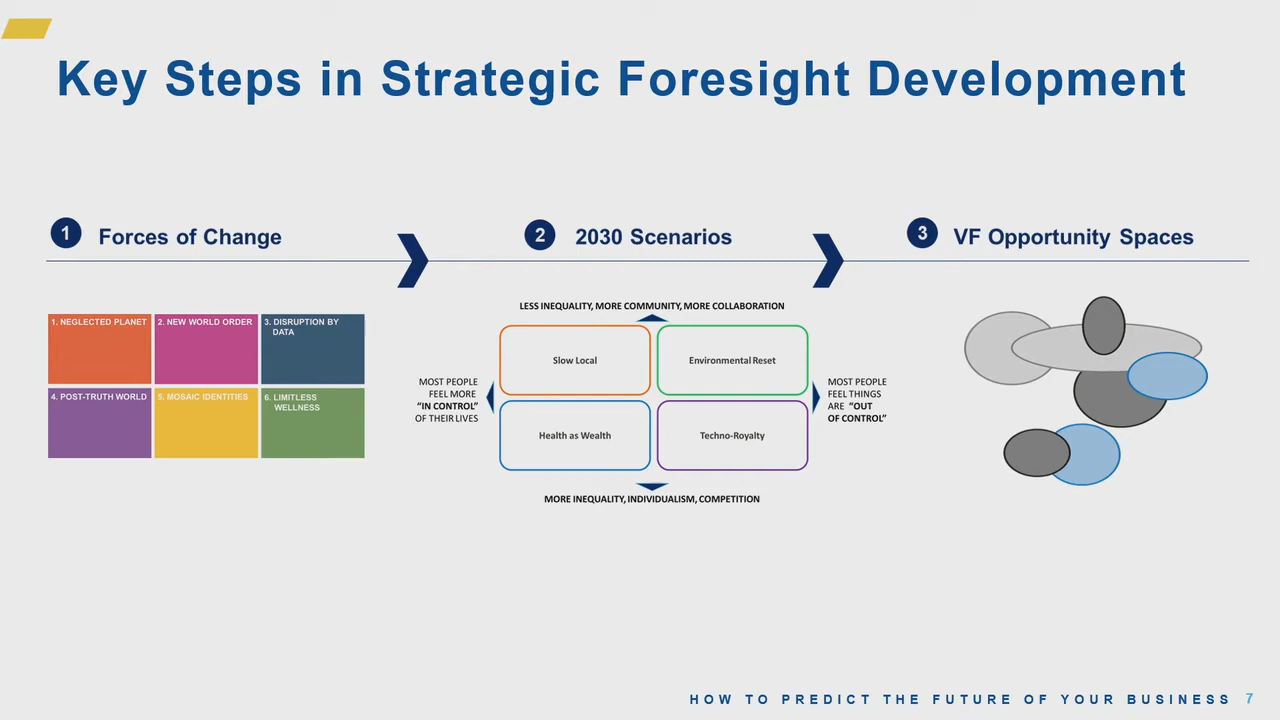 Key Steps in Strategic Foresight Development
1 Forces of Change
1. NEGLECTED PLANET
2. NEW WORLD ORDER
3. DISRUPTION BY
DATA
4. POST-TRUTH WORLD
5. MOSAIC IDENTITIES
6. LIMITLESS
WELLNESS
2 2030 Scenarios
LESS INEQUALITY, MORE COMMUNITY, MORE COLLABORATION
MOST PEOPLE
FEEL MORE
“IN CONTROL”
OF THEIR LIVES
Slow Local
Environmental Reset
Health as Wealth
Techno-Royalty
MOST PEOPLE
FEEL THINGS
ARE “OUT
OF CONTROL”
MORE INEQUALITY, INDIVIDUALISM, COMPETITION
3 VF Opportunity Spaces
HOW TO PREDICT THE FUTURE OF YOUR BUSINESS 7